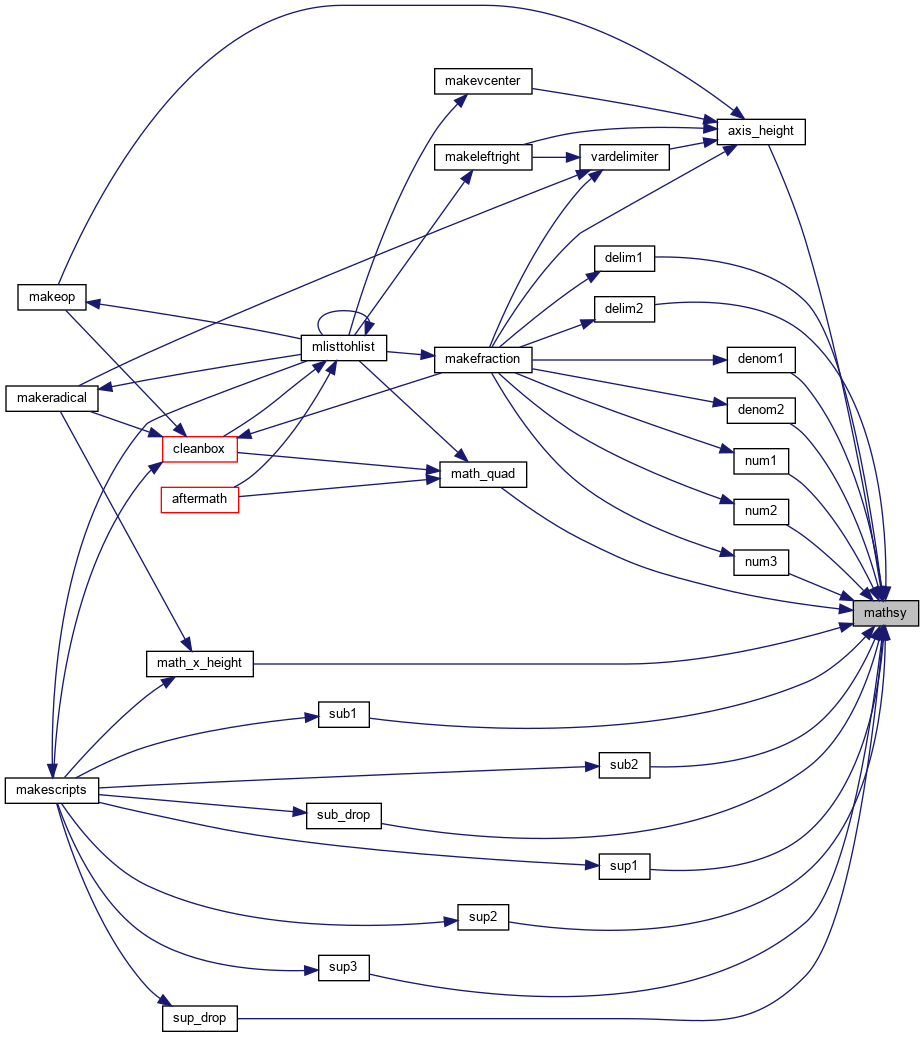 makevcenter
axis_height
makeleftright
vardelimiter
delim1
makeop
delim2
mlisttohlist
makefraction
denom1
makeradical
denom2
cleanbox
num1
math_quad
aftermath
num2
num3
mathsy
math_x_height
sub1
sub2
makescripts
sub_drop
sup1
sup2
sup3
sup_drop